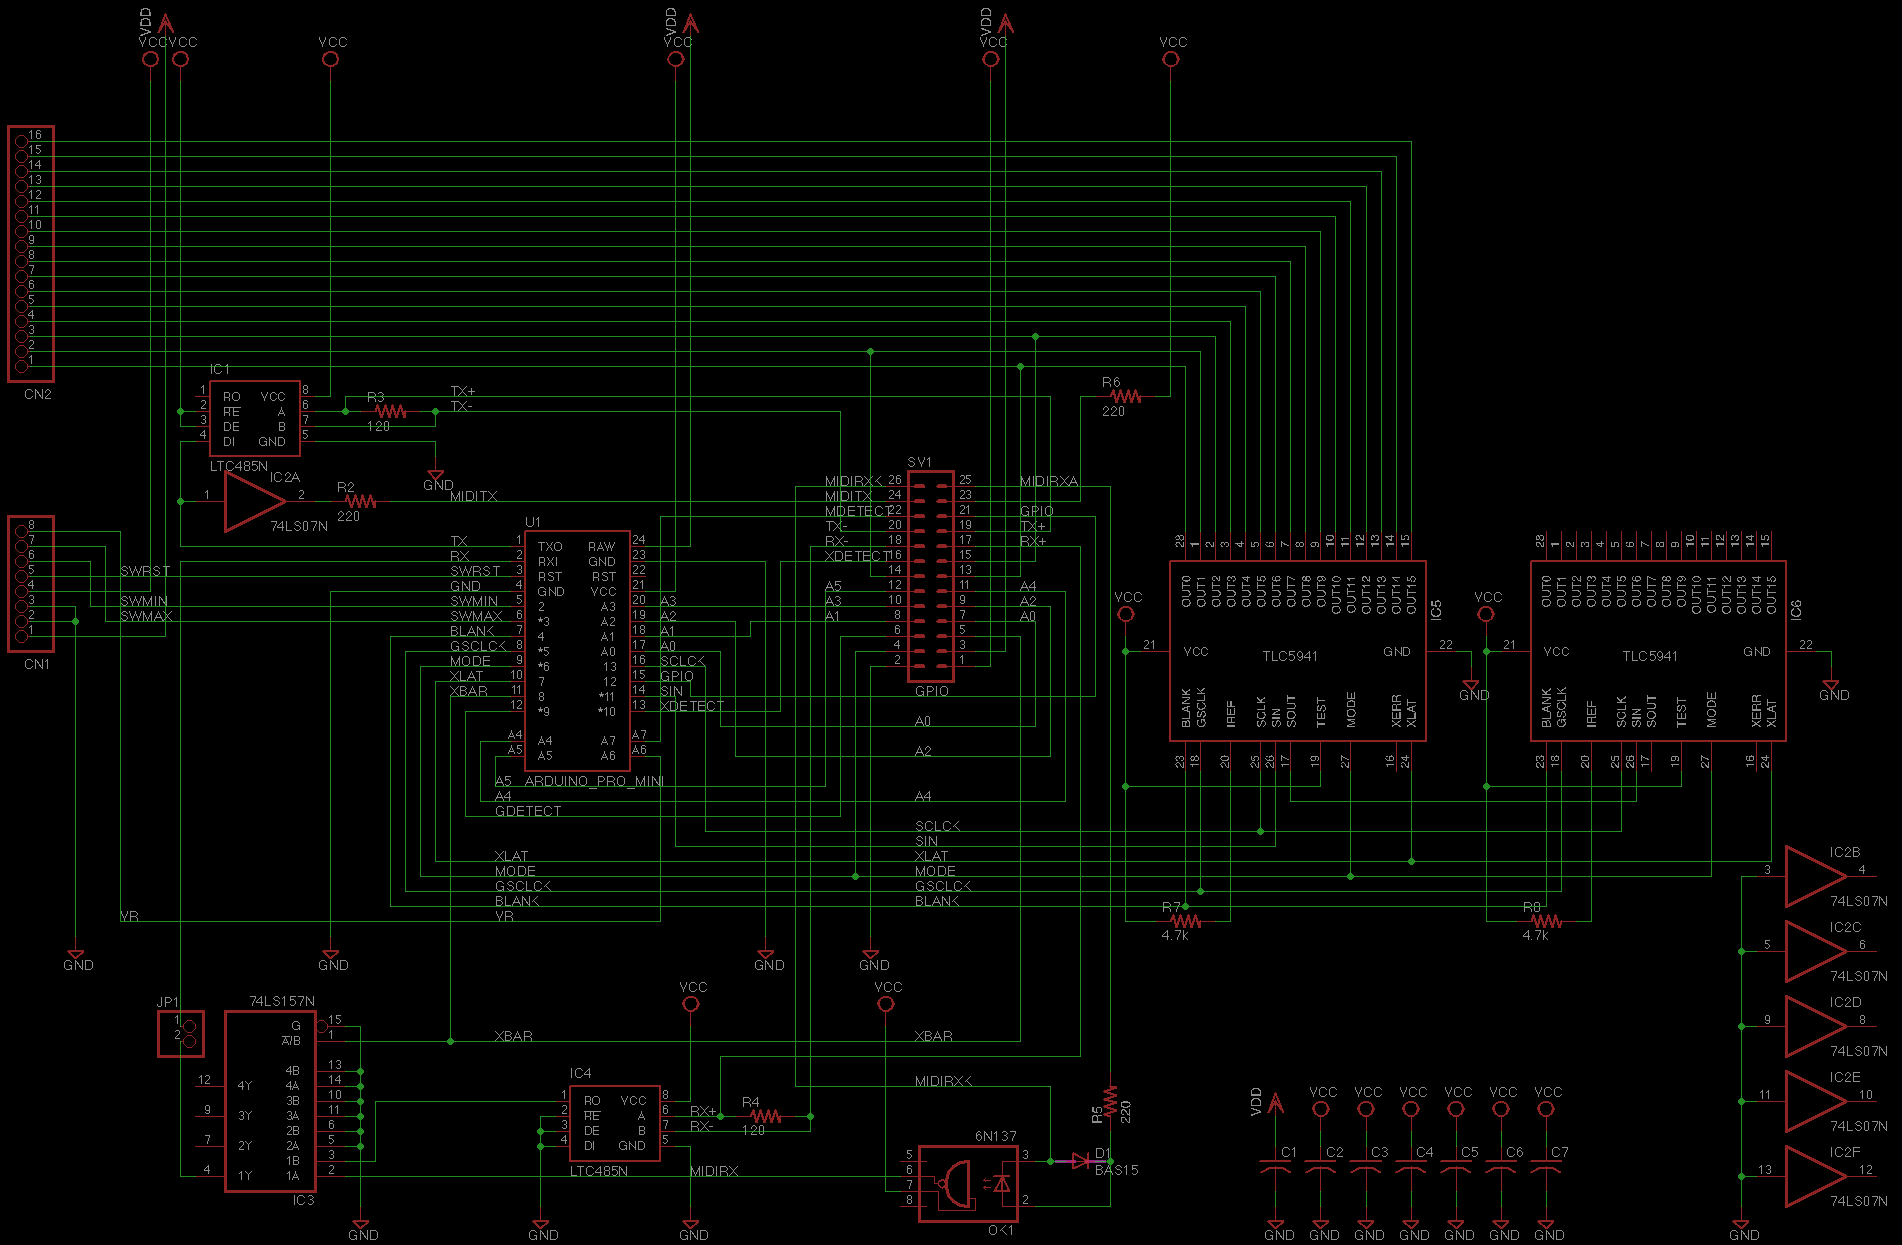 VDD
VCC
VCC
VCC
VDD
VCC
VDD
VCC
VCC
16
15
14
13
12
11
10
9
8
7
6
5
4
3
2
1
CN2
IC1
1 RO VCC 8
2 RE A 6
3 DE B 7
4 DI GND 5
LTC485N
R3
120
TX+
TX-
GND
IC2A
1 2
74LS07N
R2
220
MIDITX
R6
220
8
7
6
5
4
3
2
1
CN1
SWRST
SWMIN
SWMAX
U1
TX 1 TXO RAW 24
RX 2 RXI GND 23
SWRST 3 RST RST 22
GND 4 GND VCC 21
SWMIN 5 2 A3 20 A3
SWMAX 6 *3 A2 19 A2
BLANK 7 4 A1 18 A1
GSCLK 8 *5 A0 17 A0
MODE 9 *6 13 16 SCLK
XLAT 10 7 12 15 GPIO
XBAR 11 8 *11 14 SIN
12 *9 *10 13 XDETECT
A4 A4 A7 A7
A5 A5 A6 A6
ARDUINO_PRO_MINI
SV1
MIDIRXK 26 25 MIDIRXA
MIDITX 24 23
MDETECT 22 21 GPIO
TX- 20 19 TX+
RX- 18 17 RX+
XDETECT 16 15
14 13
A5 12 11 A4
A3 10 9 A2
A1 8 7 A0
6 5
4 3
2 1
GPIO
A0
A2
A5
A4 A4
GDETECT
SCLK
SIN
XLAT XLAT
MODE
GSCLK GSCLK
BLANK BLANK
VR VR
28 1 2 3 4 5 6 7 8 9 10 11 12 13 14 15
OUT0 OUT1 OUT2 OUT3 OUT4 OUT5 OUT6 OUT7 OUT8 OUT9 OUT10 OUT11 OUT12 OUT13 OUT14 OUT15
IC5
VCC
21 VCC TLC5941 GND 22
GND
BLANK GSCLK IREF SCLK SIN SOUT TEST MODE XERR XLAT
23 18 20 25 26 17 19 27 16 24
R7
4.7k
28 1 2 3 4 5 6 7 8 9 10 11 12 13 14 15
OUT0 OUT1 OUT2 OUT3 OUT4 OUT5 OUT6 OUT7 OUT8 OUT9 OUT10 OUT11 OUT12 OUT13 OUT14 OUT15
IC6
VCC
21 VCC TLC5941 GND 22
GND
BLANK GSCLK IREF SCLK SIN SOUT TEST MODE XERR XLAT
23 18 20 25 26 17 19 27 16 24
R8
4.7k
GND
GND
GND
GND
JP1
1
2
74LS157N
G 15
A/B 1
4B 13
12 4Y 4A 14
3B 10
9 3Y 3A 11
2B 6
7 2Y 2A 5
1B 3
4 1Y 1A 2
IC3
GND
XBAR XBAR
VCC
IC4
1 RO VCC 8
2 RE A 6 RX+
3 DE B 7 RX-
4 DI GND 5
LTC485N
GND
GND
R4
120
MIDIRX
MIDIRXK
VCC
6N137
5 3
6
7
8 2
OK1
D1
BAS15
R5
220
VDD
C1
GND
VCC
C2
GND
VCC
C3
GND
VCC
C4
GND
VCC
C5
GND
VCC
C6
GND
VCC
C7
GND
IC2B
3 4
74LS07N
IC2C
5 6
74LS07N
IC2D
9 8
74LS07N
IC2E
11 10
74LS07N
IC2F
13 12
74LS07N
GND